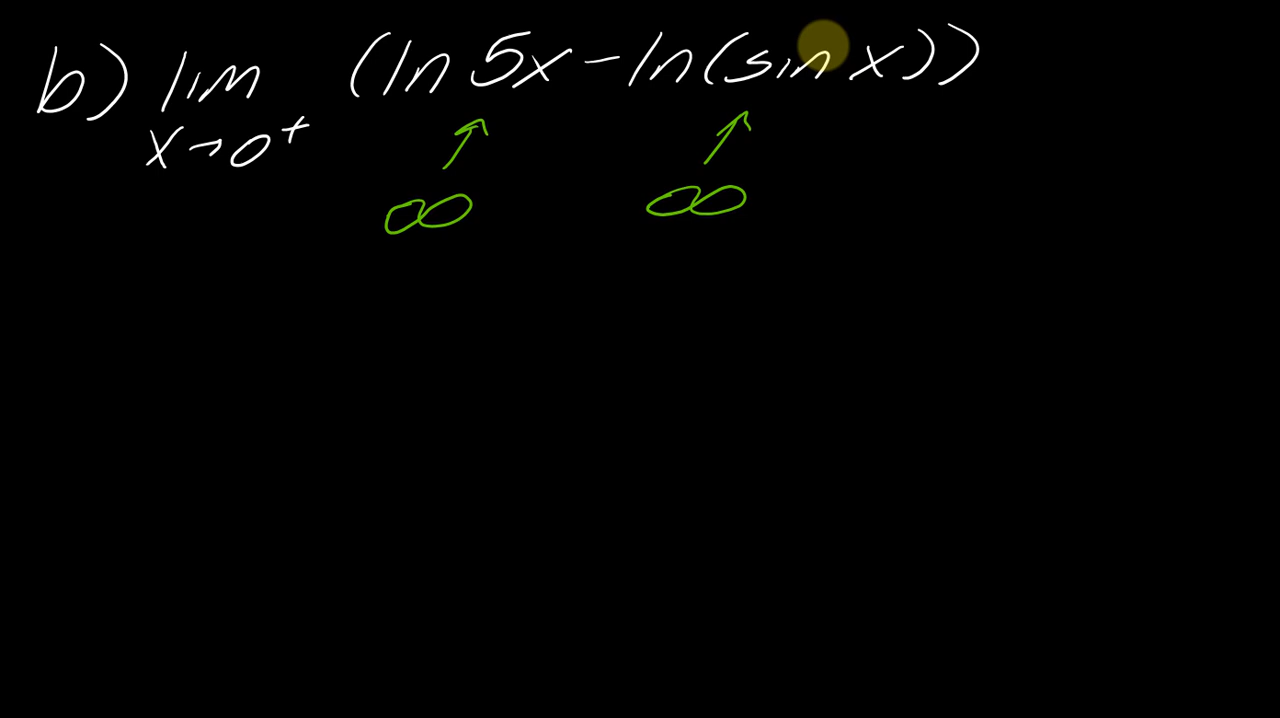 b) lim (ln 5x - ln(sin x))
x→0⁺
∞ ∞